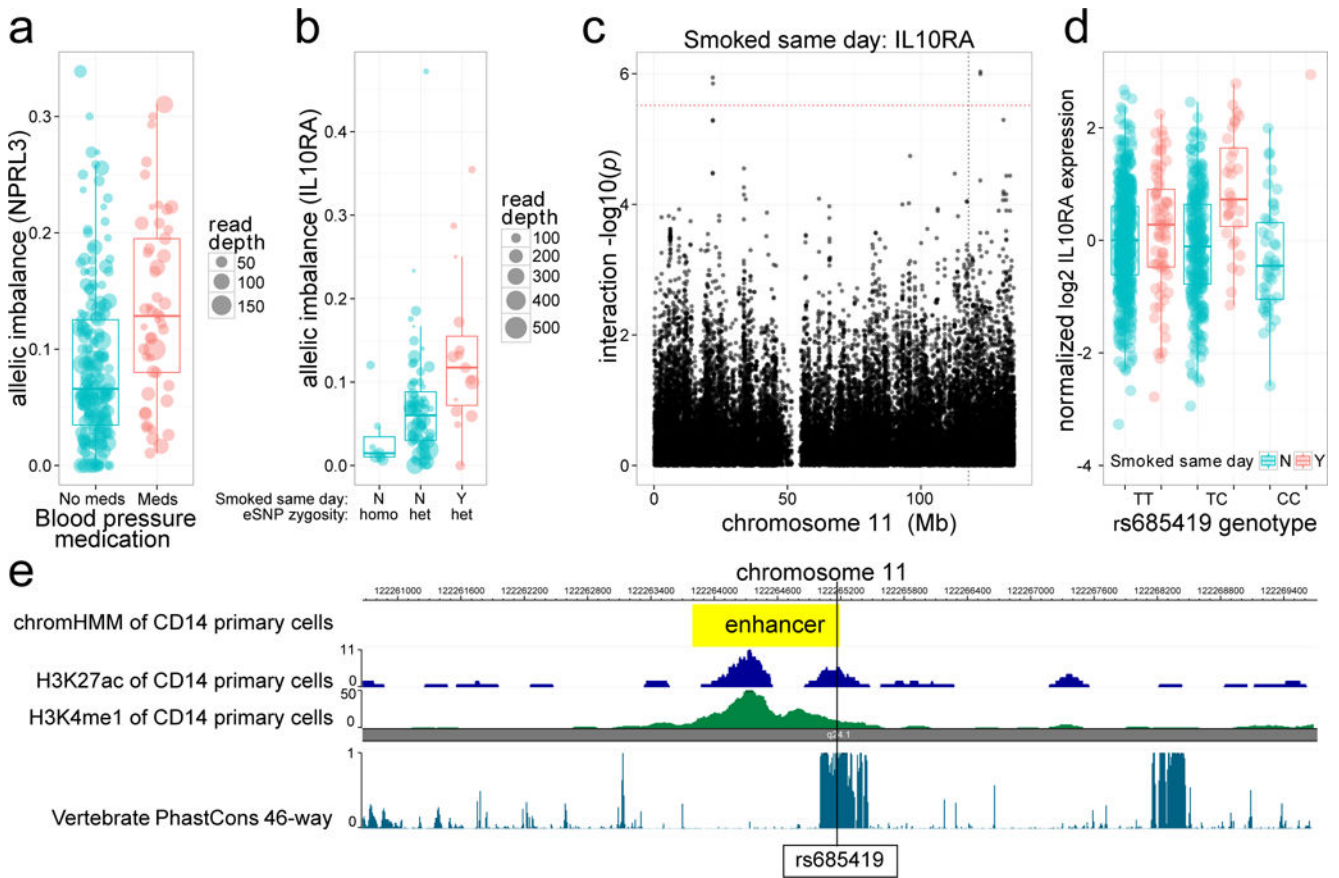 a
allelic imbalance (NPRL3)
0.3
0.2
0.1
0.0
No meds Meds
Blood pressure
medication
read
depth
50
100
150
b
allelic imbalance (IL10RA)
0.4
0.3
0.2
0.1
0.0
Smoked same day: N N Y
eSNP zygosity: homo het het
read
depth
100
200
300
400
500
c
Smoked same day: IL10RA
interaction -log10(p)
6
4
2
0
0 50 100
chromosome 11 (Mb)
d
normalized log2 IL10RA expression
2
0
-2
-4
Smoked same day N Y
TT TC CC
rs685419 genotype
e
chromosome 11
122261000 122261600 122262200 122262800 122263400 122264000 122264600 122265200 122265800 122266400 122267000 122267600 122268200 122268800 122269400
chromHMM of CD14 primary cells
enhancer
11
H3K27ac of CD14 primary cells
0
50
H3K4me1 of CD14 primary cells
0
q24.1
1
Vertebrate PhastCons 46-way
0
rs685419